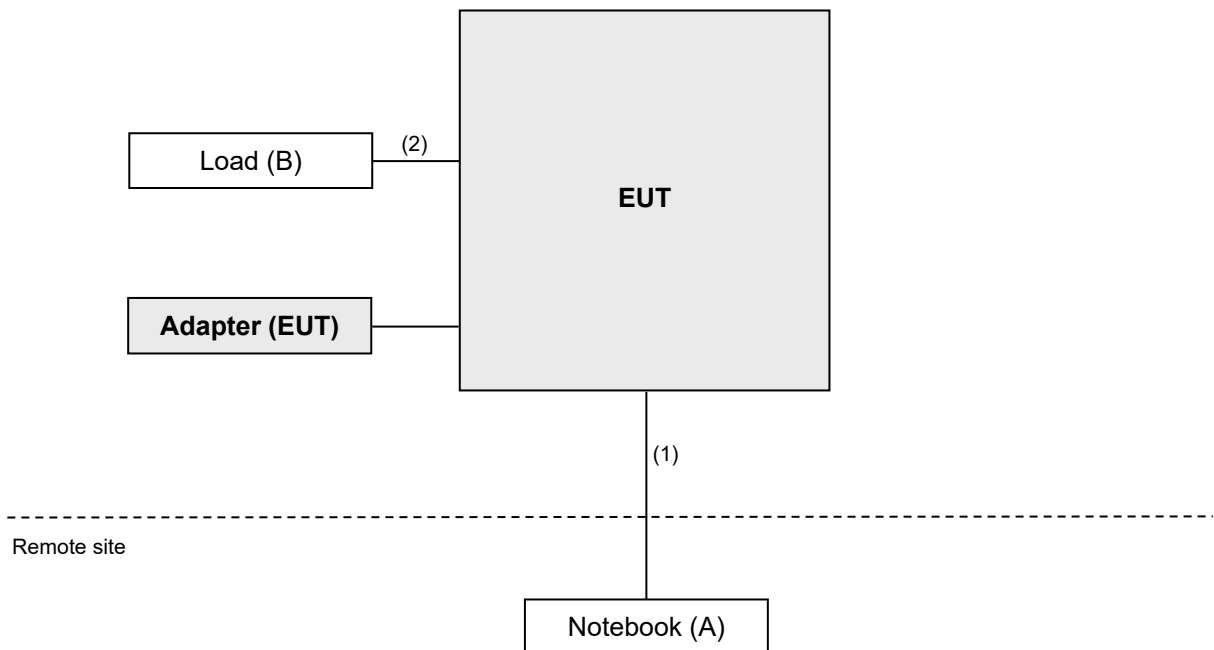 (2)
Load (B)
EUT
Adapter (EUT)
(1)
Remote site
Notebook (A)